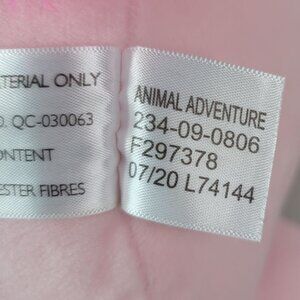 TERIAL ONLY
O. QC-030063
ONTENT
ESTER FIBRES
ANIMAL ADVENTURE
234-09-0806
F297378
07/20 L74144